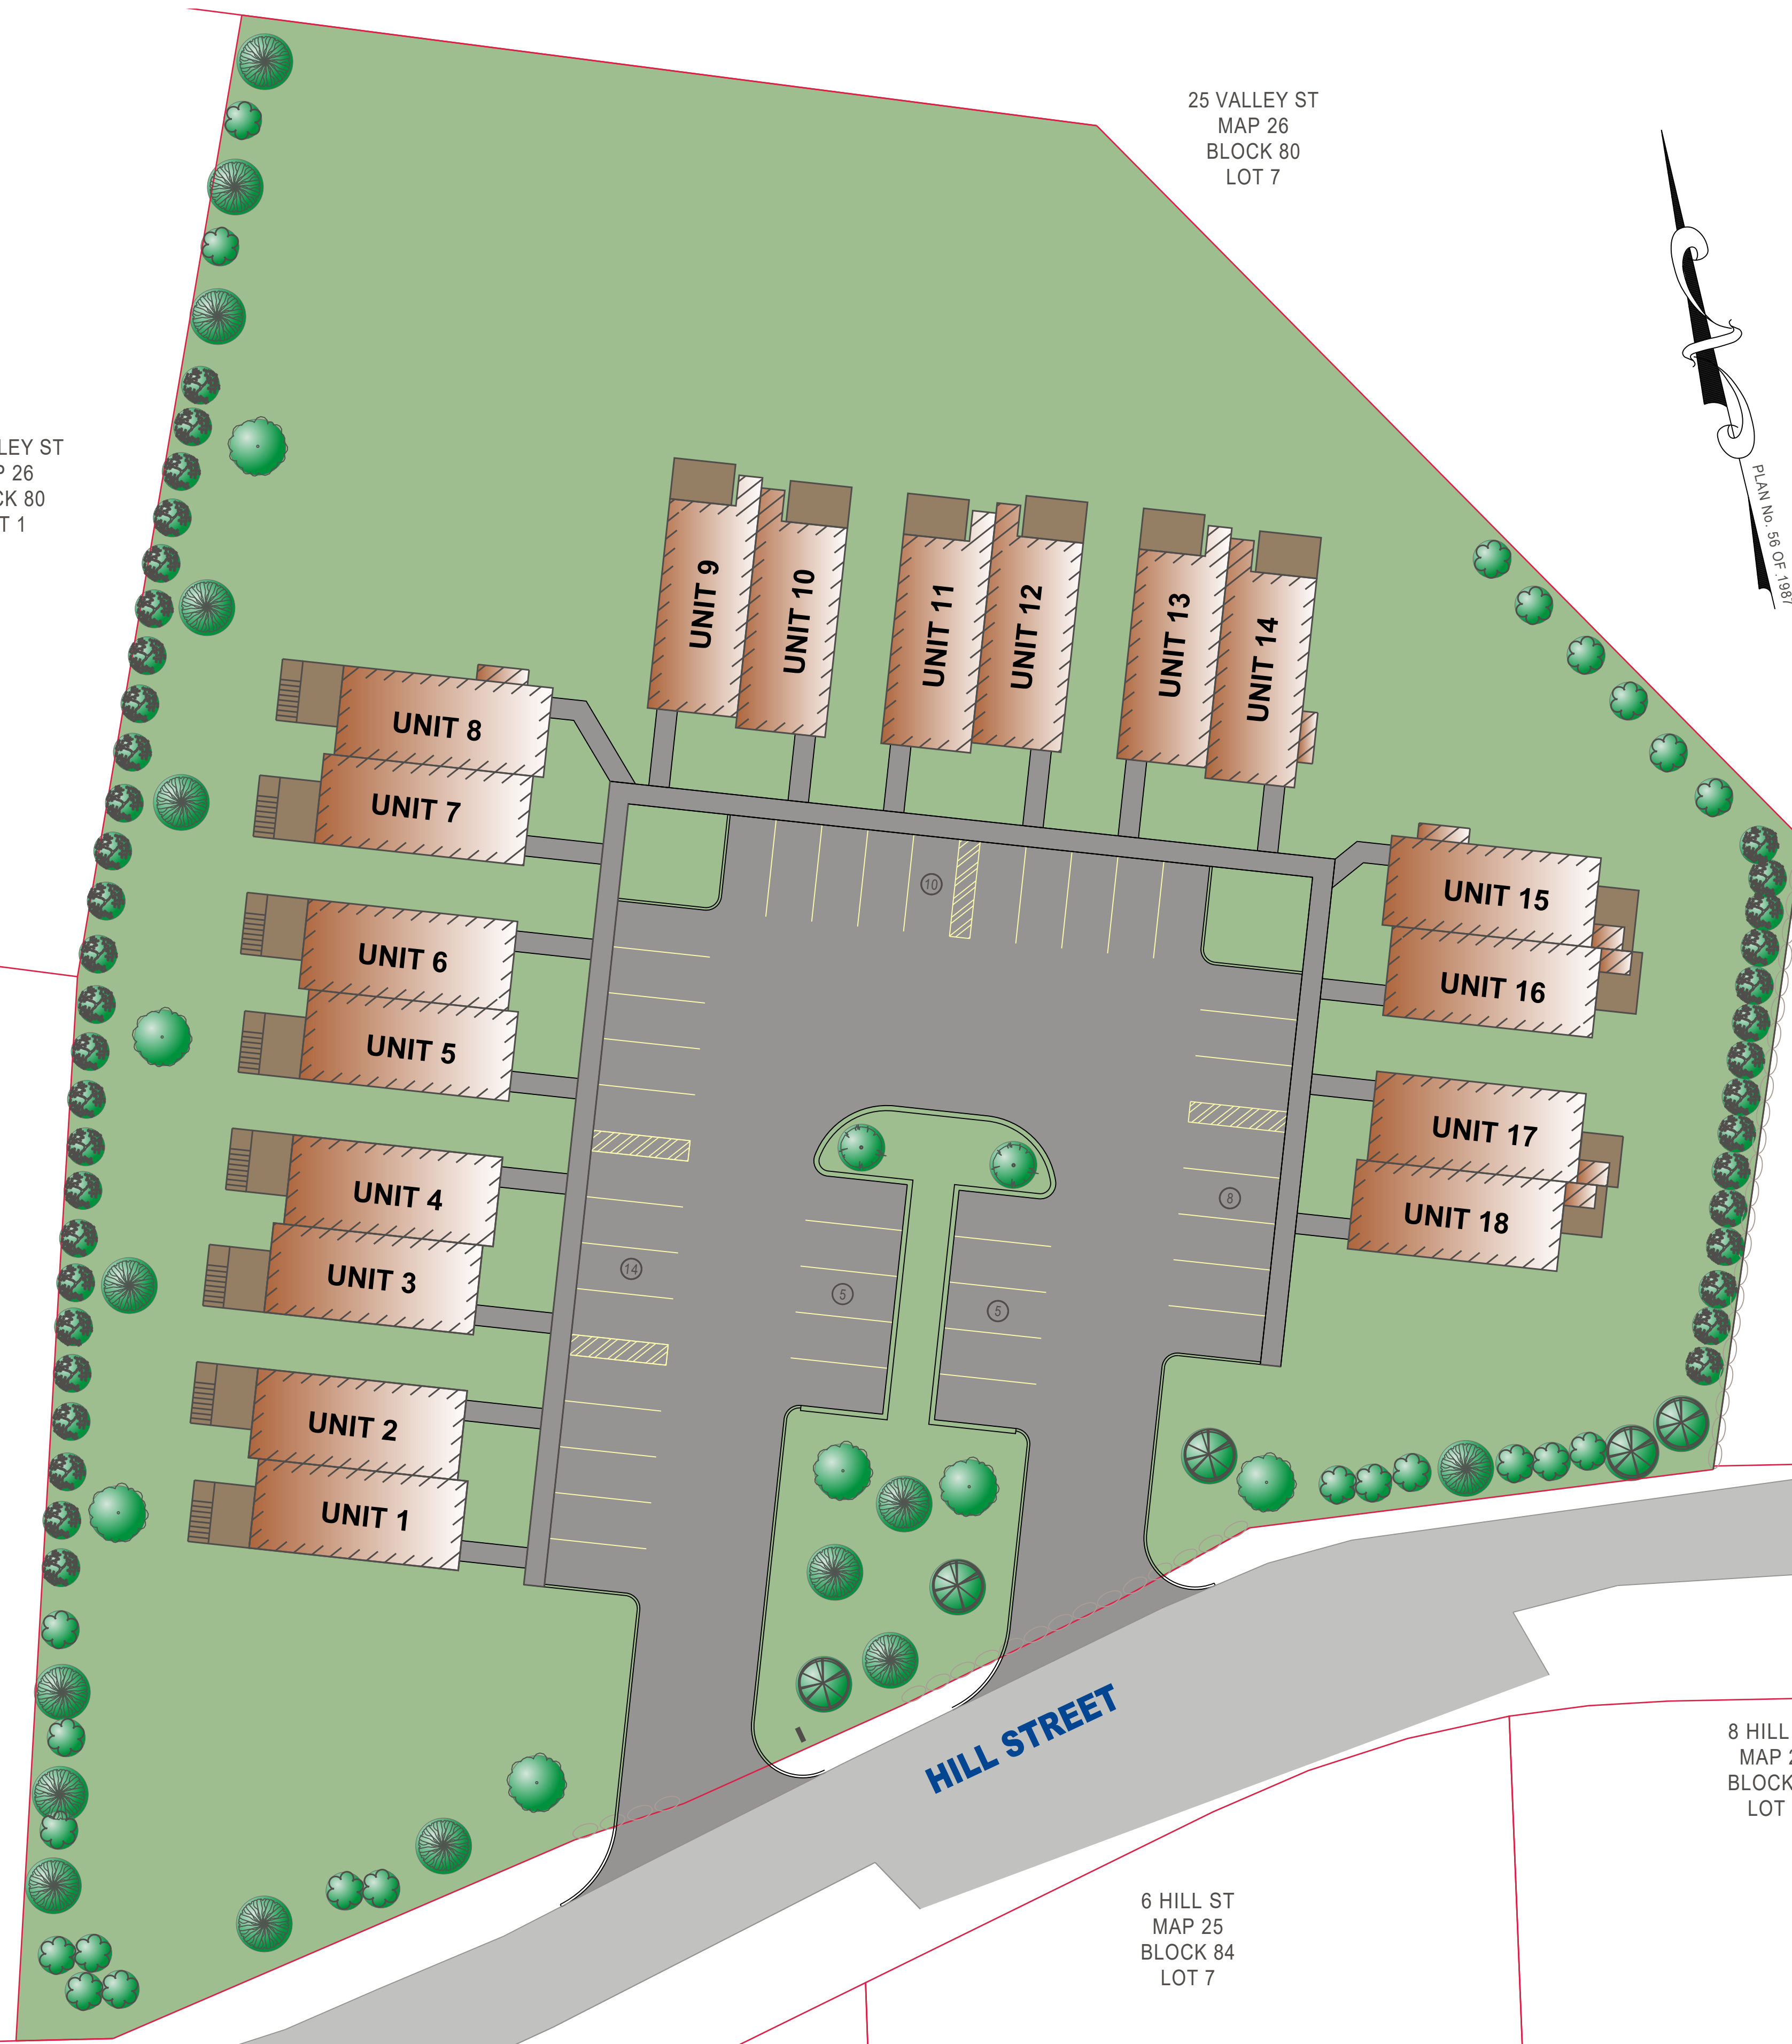 25 VALLEY ST
MAP 26
BLOCK 80
LOT 7
LEY ST
P 26
CK 80
T 1
PLAN No. 56 OF 1987
UNIT 9
UNIT 10
UNIT 11
UNIT 12
UNIT 13
UNIT 14
UNIT 8
UNIT 7
UNIT 6
UNIT 5
UNIT 4
UNIT 3
UNIT 2
UNIT 1
UNIT 15
UNIT 16
UNIT 17
UNIT 18
10
8
14
5
5
HILL STREET
8 HILL
MAP 2
BLOCK
LOT
6 HILL ST
MAP 25
BLOCK 84
LOT 7